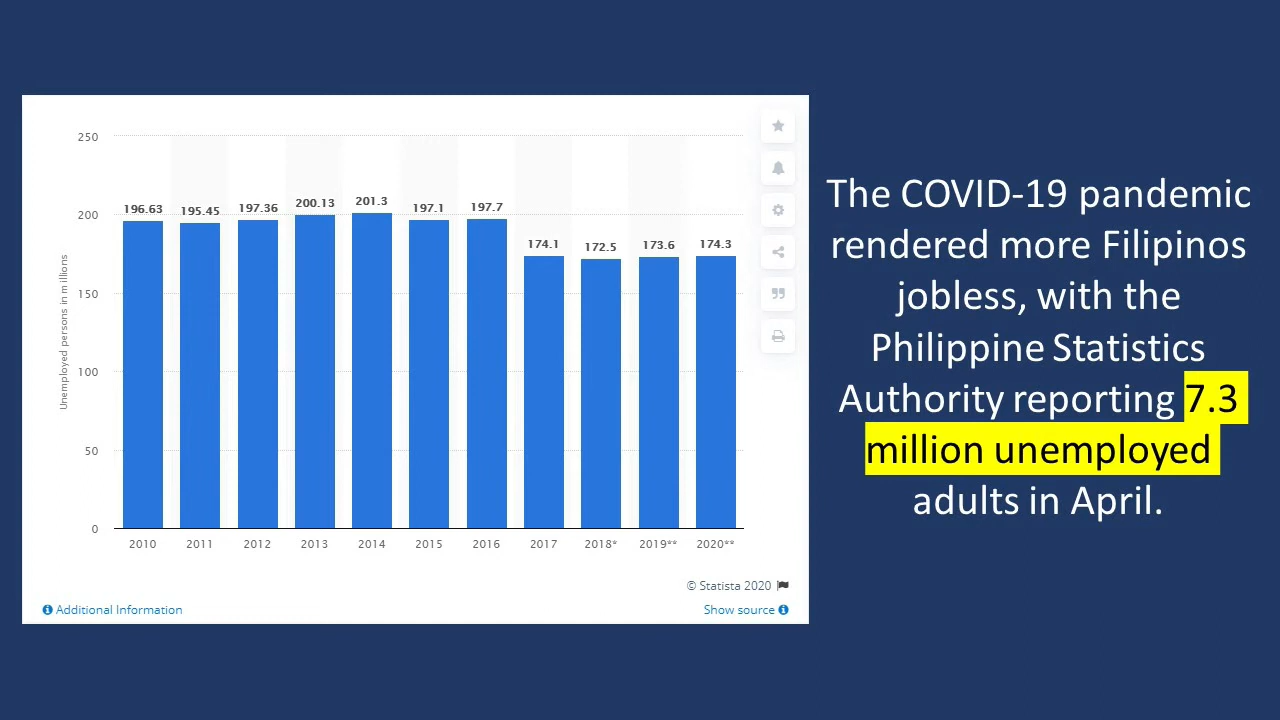 250
200
150
100
50
0
Unemployed persons in millions
196.63
195.45
197.36
200.13
201.3
197.1
197.7
174.1
172.5
173.6
174.3
2010
2011
2012
2013
2014
2015
2016
2017
2018*
2019**
2020**
© Statista 2020
Additional Information
Show source
The COVID-19 pandemic
rendered more Filipinos
jobless, with the
Philippine Statistics
Authority reporting 7.3
million unemployed
adults in April.